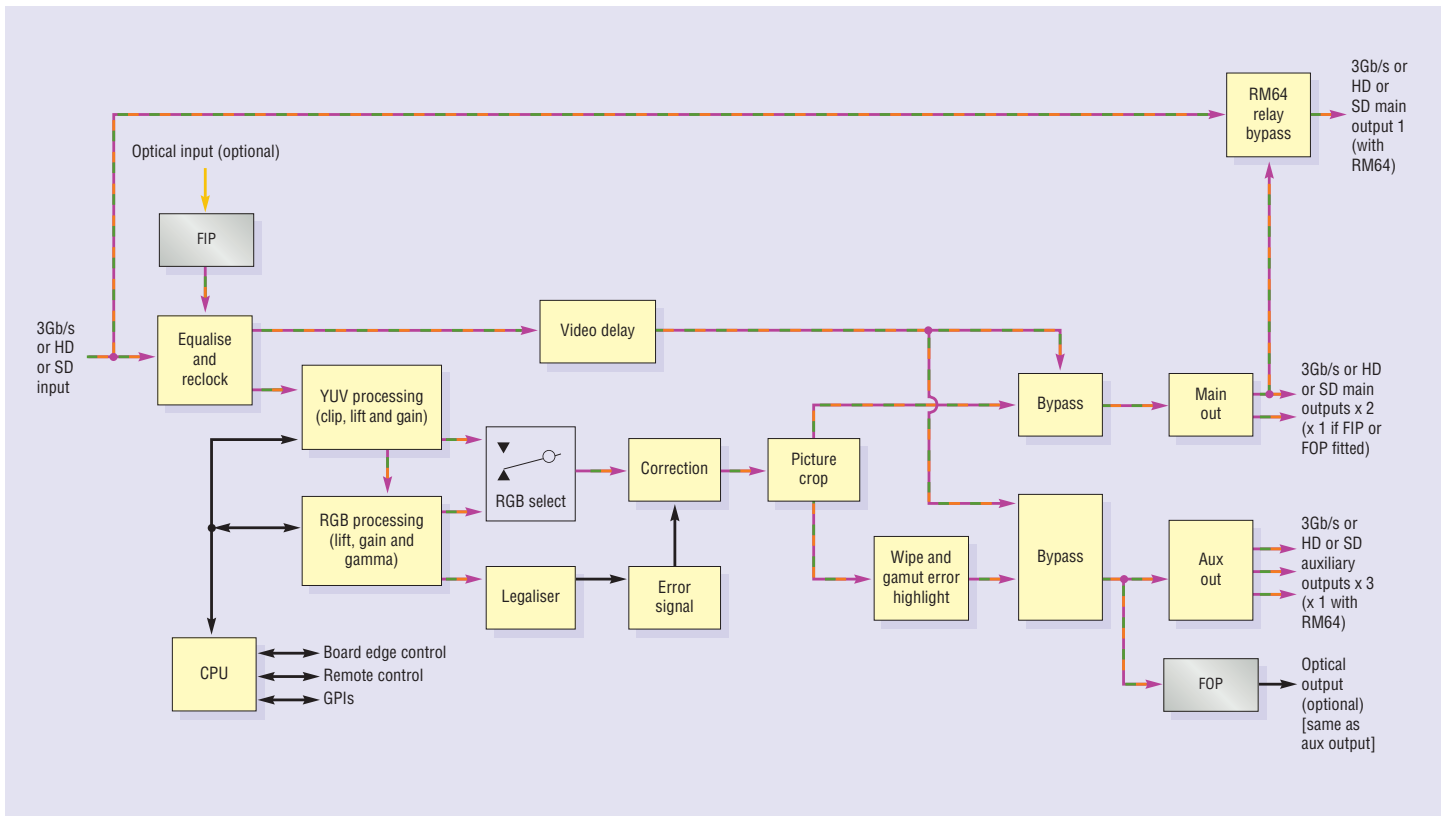 3Gb/s or
HD or
SD main
output 1
(with
RM64)
RM64
relay
bypass
Optical input (optional)
FIP
3Gb/s
or HD
or SD
input
Equalise
and
reclock
Video delay
YUV processing
(clip, lift and gain)
RGB processing
(lift, gain and
gamma)
RGB select
Legaliser
Correction
Error
signal
Picture
crop
Wipe and
gamut error
highlight
Bypass
Main
out
3Gb/s or HD
or SD main
outputs x 2
(x 1 if FIP or
FOP fitted)
Bypass
Aux
out
3Gb/s or
HD or SD
auxiliary
outputs x 3
(x 1 with
RM64)
CPU
Board edge control
Remote control
GPIs
FOP
Optical
output
(optional)
[same as
aux output]